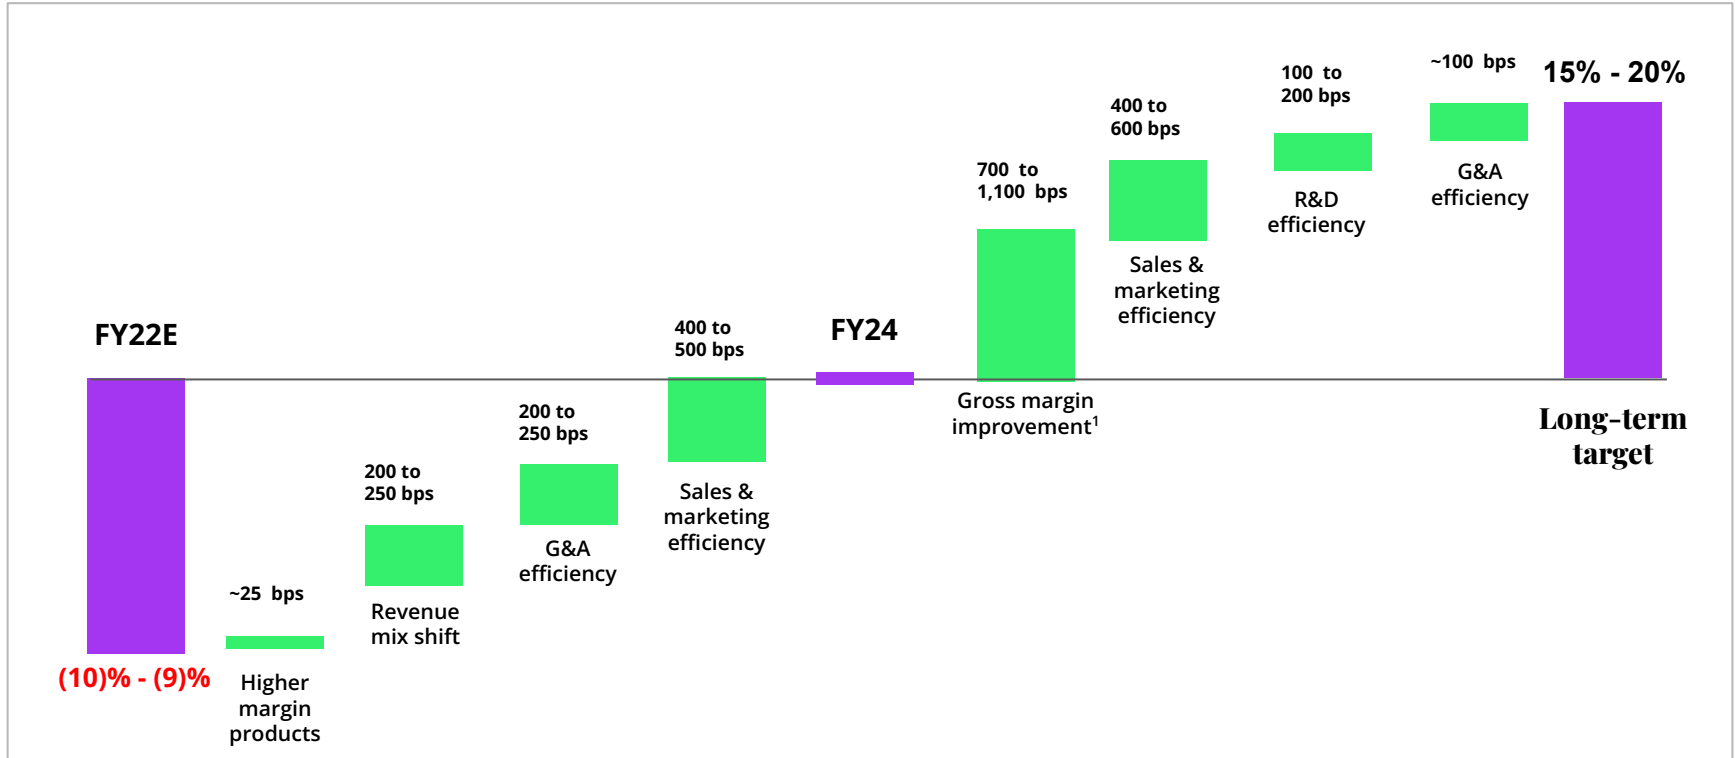 FY22E
(10)% - (9)%
~25 bps
Higher
margin
products
200 to
250 bps
Revenue
mix shift
200 to
250 bps
G&A
efficiency
400 to
500 bps
Sales &
marketing
efficiency
FY24
700 to
1,100 bps
Gross margin
improvement¹
400 to
600 bps
Sales &
marketing
efficiency
100 to
200 bps
R&D
efficiency
~100 bps
G&A
efficiency
15% - 20%
Long-term
target